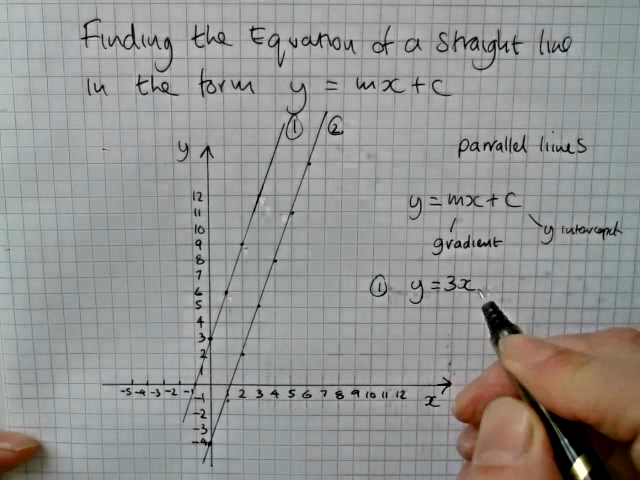 Finding the Equation of a straight line
in the form y = mx + c
① ②
y
parallel lines
y = mx + c
gradient
y intercept
① y = 3x
12
11
10
9
8
7
6
5
4
3
2
1
-5 -4 -3 -2 -1 2 3 4 5 6 7 8 9 10 11 12
x
-1
-2
-3
-4